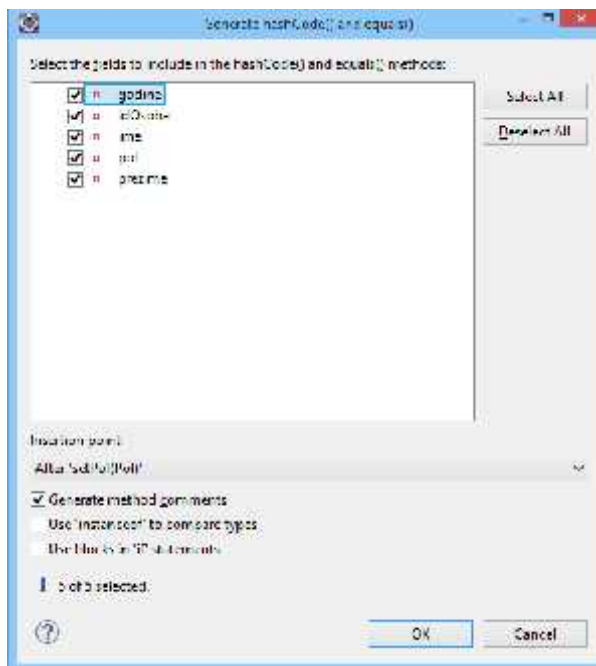 Generate hashCode() and equals()
Select the fields to include in the hashCode() and equals() methods:
godine
idOsobe
ime
pol
prezime
Select All
Deselect All
Insertion point:
After 'setPol(Pol)'
Generate method comments
Use 'instanceof' to compare types
Use blocks in 'if' statements
5 of 5 selected.
OK
Cancel